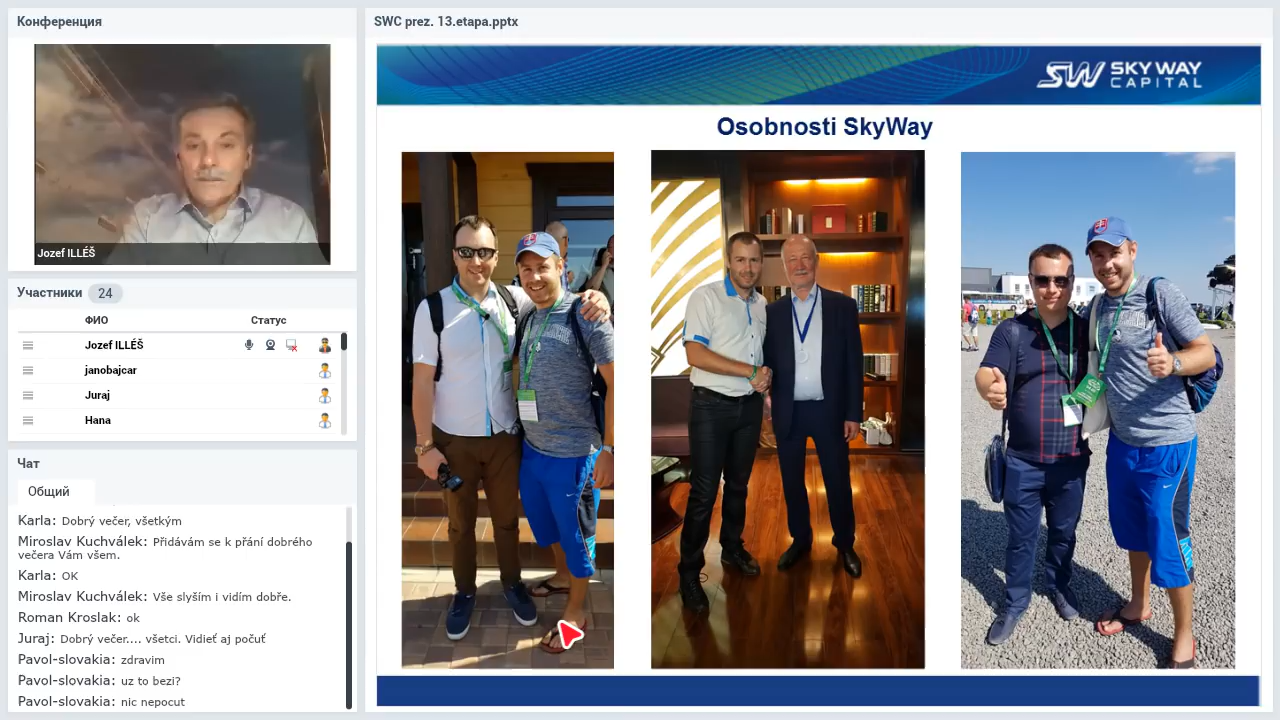 Конференция
Jozef ILLÉŠ
Участники 24
ФИО Статус
Jozef ILLÉŠ
janobajcar
Juraj
Hana
Чат
Общий
Karla: Dobrý večer, všetkým
Miroslav Kuchválek: Přidávám se k přání dobrého
večera Vám všem.
Karla: OK
Miroslav Kuchválek: Vše slyším i vidím dobře.
Roman Kroslak: ok
Juraj: Dobrý večer.... všetci. Vidieť aj počuť
Pavol-slovakia: zdravim
Pavol-slovakia: uz to bezi?
Pavol-slovakia: nic nepocut
SWC prez. 13.etapa.pptx
SW SKY WAY
CAPITAL
Osobnosti SkyWay